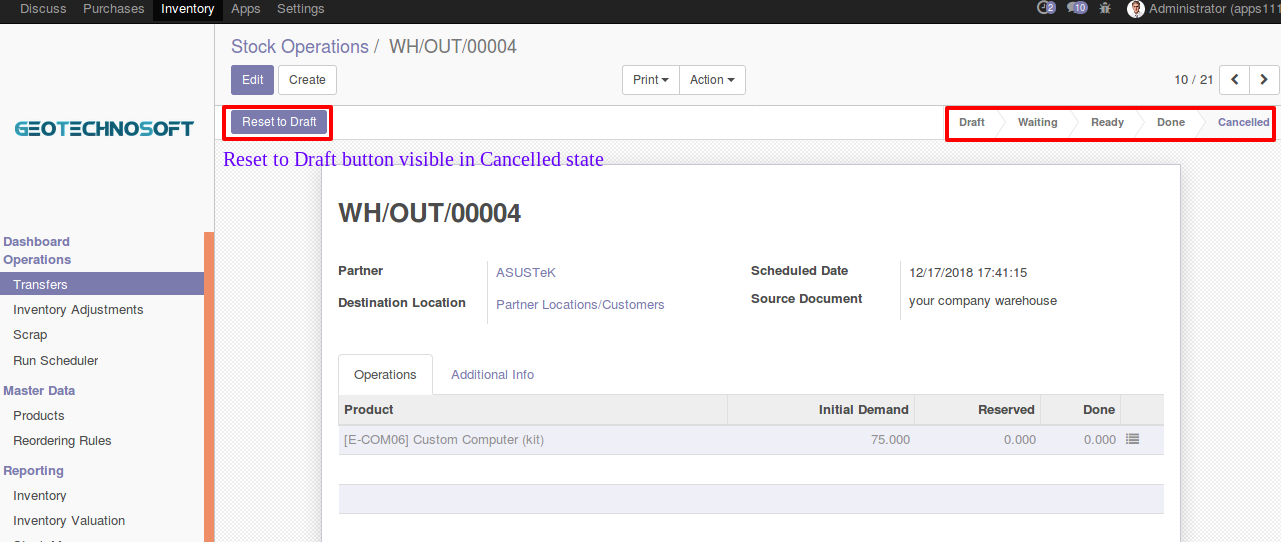 Discuss Purchases Inventory Apps Settings 2 10 Administrator (apps111
Stock Operations / WH/OUT/00004
Edit Create Print Action 10 / 21
Reset to Draft Draft Waiting Ready Done Cancelled
GEOTECHNOSOFT
Reset to Draft button visible in Cancelled state
WH/OUT/00004
Dashboard
Operations
Transfers
Inventory Adjustments
Scrap
Run Scheduler
Master Data
Products
Reordering Rules
Reporting
Inventory
Inventory Valuation
Partner ASUSTeK Scheduled Date 12/17/2018 17:41:15
Destination Location Partner Locations/Customers Source Document your company warehouse
Operations Additional Info
Product Initial Demand Reserved Done
[E-COM06] Custom Computer (kit) 75.000 0.000 0.000